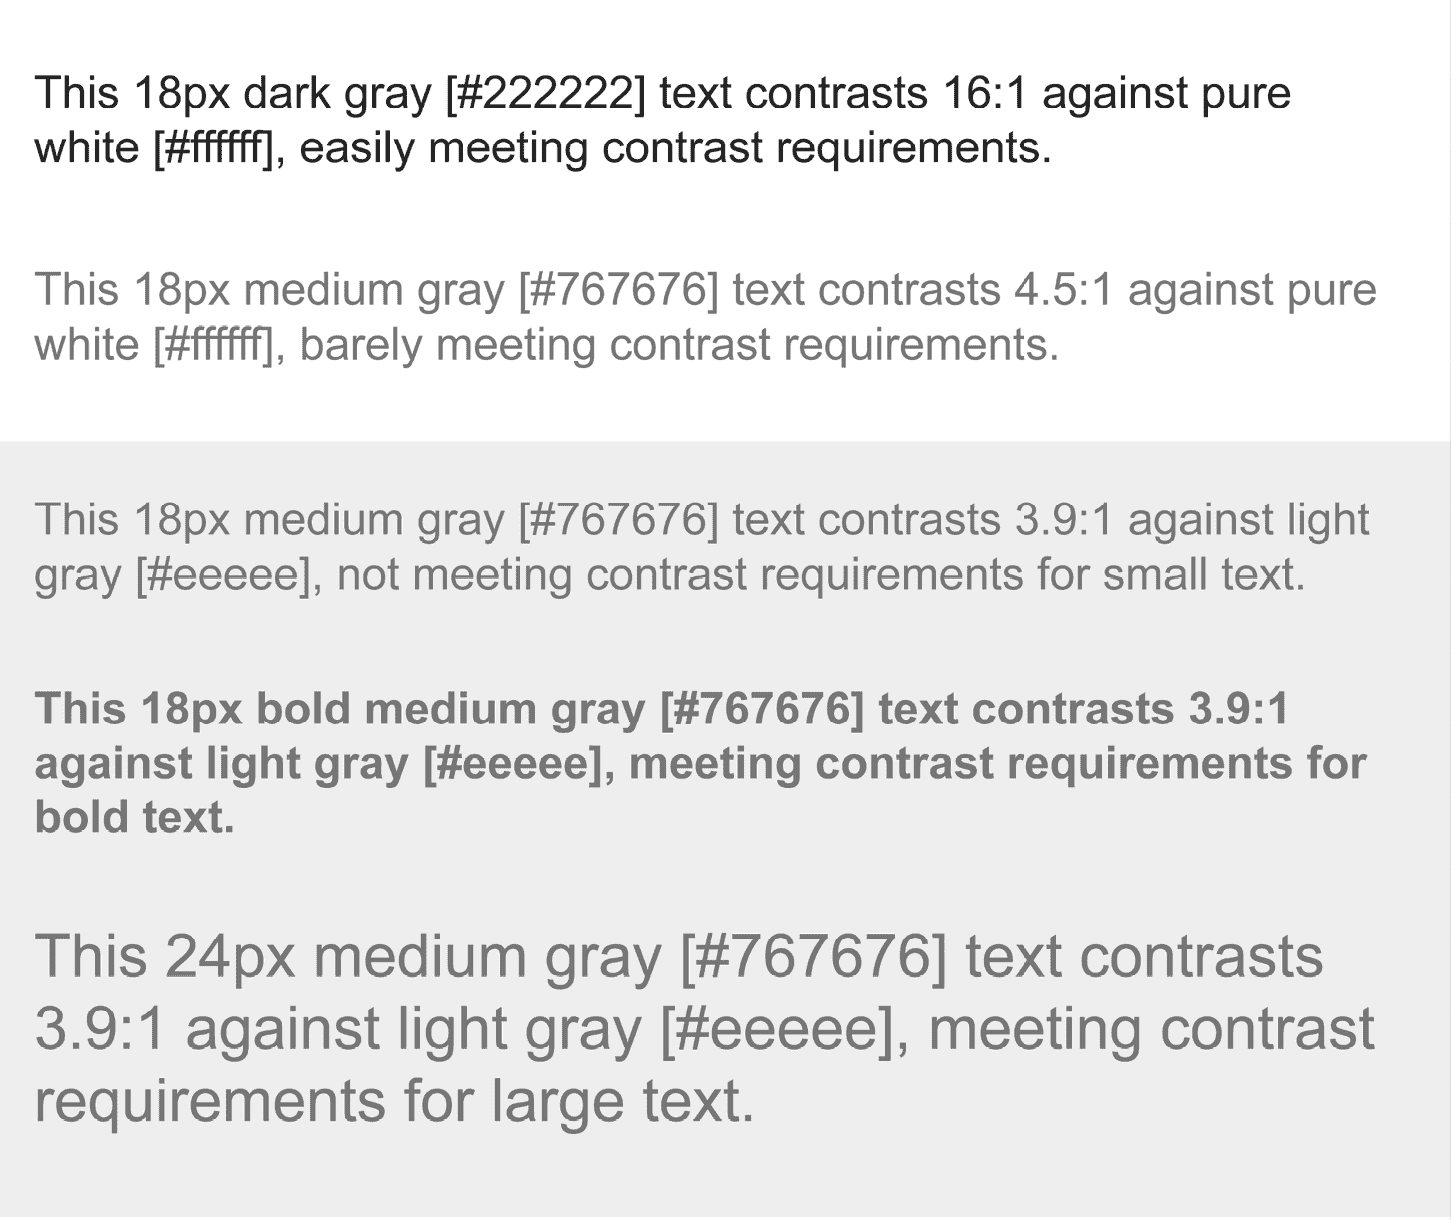 This 18px dark gray [#222222] text contrasts 16:1 against pure
white [#ffffff], easily meeting contrast requirements.
This 18px medium gray [#767676] text contrasts 4.5:1 against pure
white [#ffffff], barely meeting contrast requirements.
This 18px medium gray [#767676] text contrasts 3.9:1 against light
gray [#eeeee], not meeting contrast requirements for small text.
This 18px bold medium gray [#767676] text contrasts 3.9:1
against light gray [#eeeee], meeting contrast requirements for
bold text.
This 24px medium gray [#767676] text contrasts
3.9:1 against light gray [#eeeee], meeting contrast
requirements for large text.